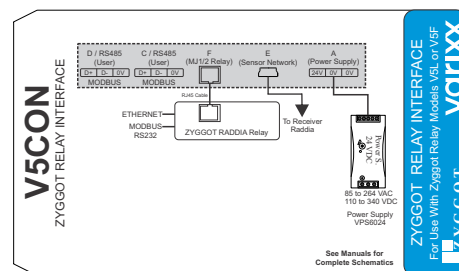 V5CON
ZYGGOT RELAY INTERFACE
D / RS485
(User)
D+ D- 0V
MODBUS
C / RS485
(User)
D+ D- 0V
MODBUS
F
(MJ1/2 Relay)
E
(Sensor Network)
A
(Power Supply)
24V 0V 0V
RJ45 Cable
ETHERNET
MODBUS
RS232
ZYGGOT RADDIA Relay
To Receiver
Raddia
Power S
24 VDC
85 to 264 VAC
110 to 340 VDC
Power Supply
VPS6024
See Manuals for
Complete Schematics
ZYGGOT RELAY INTERFACE
For Use With Zyggot Relay Models V5L or V5F
varixx
ZYGGOT